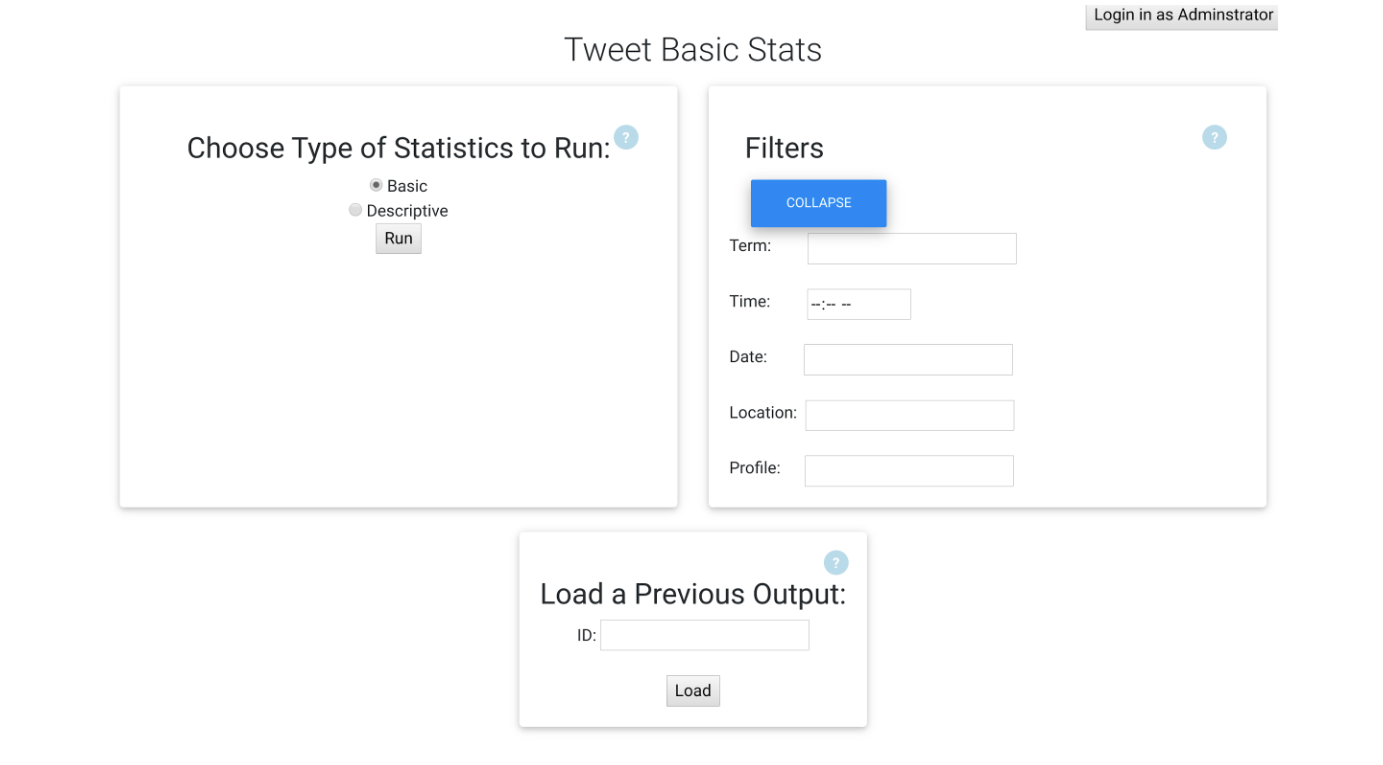 Login in as Adminstrator
Tweet Basic Stats
Choose Type of Statistics to Run: ?
Basic
Descriptive
Run
Filters ?
COLLAPSE
Term:
Time: --:-- --
Date:
Location:
Profile:
?
Load a Previous Output:
ID:
Load